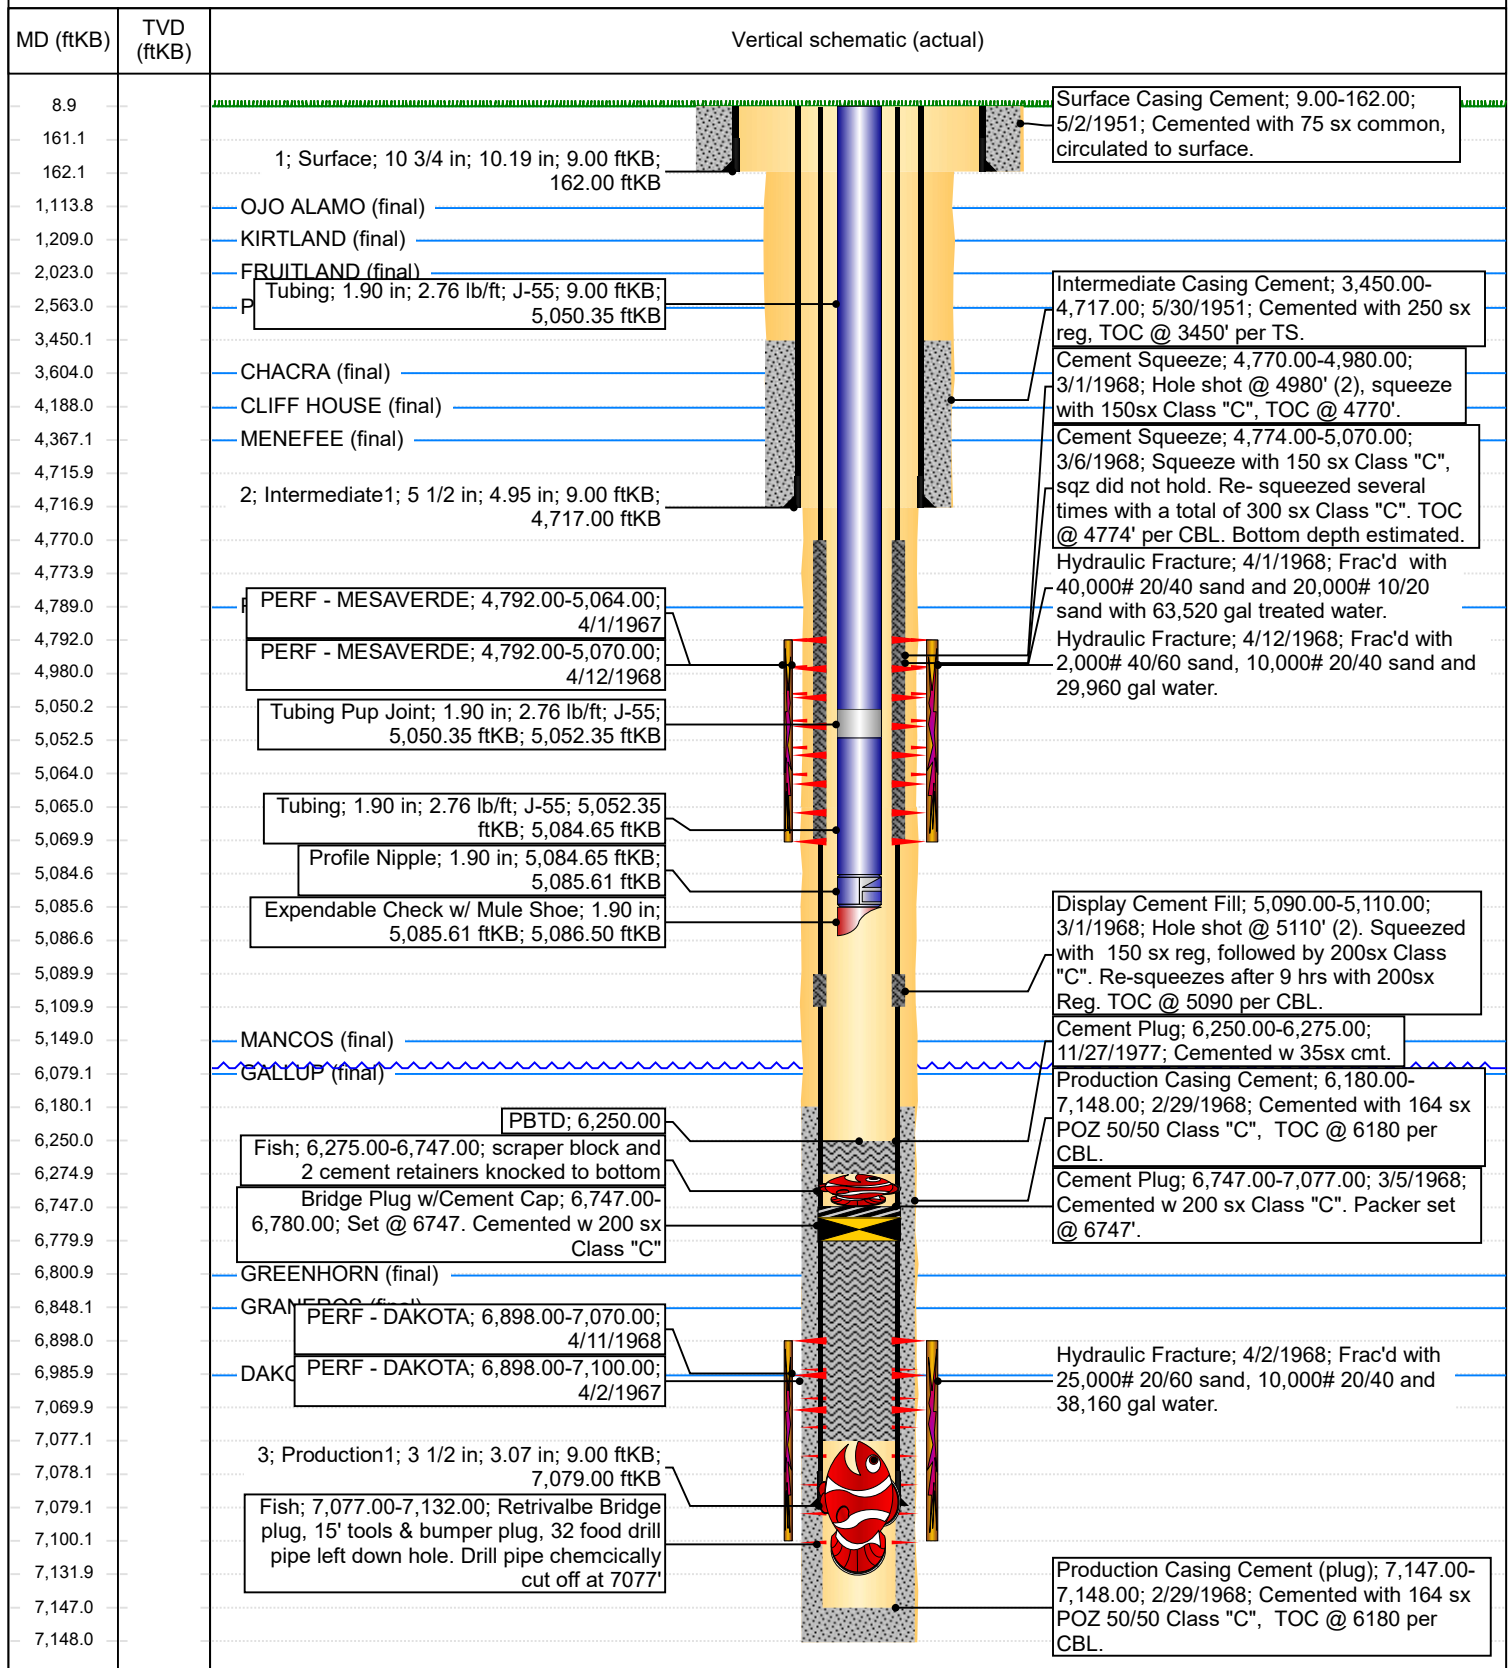 MD (ftKB)
TVD
(ftKB)
Vertical schematic (actual)
8.9
161.1
162.1
1,113.8
1,209.0
2,023.0
2,563.0
3,450.1
3,604.0
4,188.0
4,367.1
4,715.9
4,716.9
4,770.0
4,773.9
4,789.0
4,792.0
4,980.0
5,050.2
5,052.5
5,064.0
5,065.0
5,069.9
5,084.6
5,085.6
5,086.6
5,089.9
5,109.9
5,149.0
6,079.1
6,180.1
6,250.0
6,274.9
6,747.0
6,779.9
6,800.9
6,848.1
6,898.0
6,985.9
7,069.9
7,077.1
7,078.1
7,079.1
7,100.1
7,131.9
7,147.0
7,148.0
1; Surface; 10 3/4 in; 10.19 in; 9.00 ftKB;
162.00 ftKB
OJO ALAMO (final)
KIRTLAND (final)
FRUITLAND (final)
P
Tubing; 1.90 in; 2.76 lb/ft; J-55; 9.00 ftKB;
5,050.35 ftKB
CHACRA (final)
CLIFF HOUSE (final)
MENEFEE (final)
2; Intermediate1; 5 1/2 in; 4.95 in; 9.00 ftKB;
4,717.00 ftKB
PERF - MESAVERDE; 4,792.00-5,064.00;
4/1/1967
PERF - MESAVERDE; 4,792.00-5,070.00;
4/12/1968
Tubing Pup Joint; 1.90 in; 2.76 lb/ft; J-55;
5,050.35 ftKB; 5,052.35 ftKB
Tubing; 1.90 in; 2.76 lb/ft; J-55; 5,052.35
ftKB; 5,084.65 ftKB
Profile Nipple; 1.90 in; 5,084.65 ftKB;
5,085.61 ftKB
Expendable Check w/ Mule Shoe; 1.90 in;
5,085.61 ftKB; 5,086.50 ftKB
MANCOS (final)
GALLUP (final)
PBTD; 6,250.00
Fish; 6,275.00-6,747.00; scraper block and
2 cement retainers knocked to bottom
Bridge Plug w/Cement Cap; 6,747.00-
6,780.00; Set @ 6747. Cemented w 200 sx
Class "C"
GREENHORN (final)
GRANEROS (final)
PERF - DAKOTA; 6,898.00-7,070.00;
4/11/1968
DAKO
PERF - DAKOTA; 6,898.00-7,100.00;
4/2/1967
3; Production1; 3 1/2 in; 3.07 in; 9.00 ftKB;
7,079.00 ftKB
Fish; 7,077.00-7,132.00; Retrivalbe Bridge
plug, 15' tools & bumper plug, 32 food drill
pipe left down hole. Drill pipe chemcically
cut off at 7077'
Surface Casing Cement; 9.00-162.00;
5/2/1951; Cemented with 75 sx common,
circulated to surface.
Intermediate Casing Cement; 3,450.00-
4,717.00; 5/30/1951; Cemented with 250 sx
reg, TOC @ 3450' per TS.
Cement Squeeze; 4,770.00-4,980.00;
3/1/1968; Hole shot @ 4980' (2), squeeze
with 150sx Class "C", TOC @ 4770'.
Cement Squeeze; 4,774.00-5,070.00;
3/6/1968; Squeeze with 150 sx Class "C",
sqz did not hold. Re- squeezed several
times with a total of 300 sx Class "C". TOC
@ 4774' per CBL. Bottom depth estimated.
Hydraulic Fracture; 4/1/1968; Frac'd  with
40,000# 20/40 sand and 20,000# 10/20
sand with 63,520 gal treated water.
Hydraulic Fracture; 4/12/1968; Frac'd with
2,000# 40/60 sand, 10,000# 20/40 sand and
29,960 gal water.
Display Cement Fill; 5,090.00-5,110.00;
3/1/1968; Hole shot @ 5110' (2). Squeezed
with  150 sx reg, followed by 200sx Class
"C". Re-squeezes after 9 hrs with 200sx
Reg. TOC @ 5090 per CBL.
Cement Plug; 6,250.00-6,275.00;
11/27/1977; Cemented w 35sx cmt.
Production Casing Cement; 6,180.00-
7,148.00; 2/29/1968; Cemented with 164 sx
POZ 50/50 Class "C",  TOC @ 6180 per
CBL.
Cement Plug; 6,747.00-7,077.00; 3/5/1968;
Cemented w 200 sx Class "C". Packer set
@ 6747'.
Hydraulic Fracture; 4/2/1968; Frac'd with
25,000# 20/60 sand, 10,000# 20/40 and
38,160 gal water.
Production Casing Cement (plug); 7,147.00-
7,148.00; 2/29/1968; Cemented with 164 sx
POZ 50/50 Class "C",  TOC @ 6180 per
CBL.